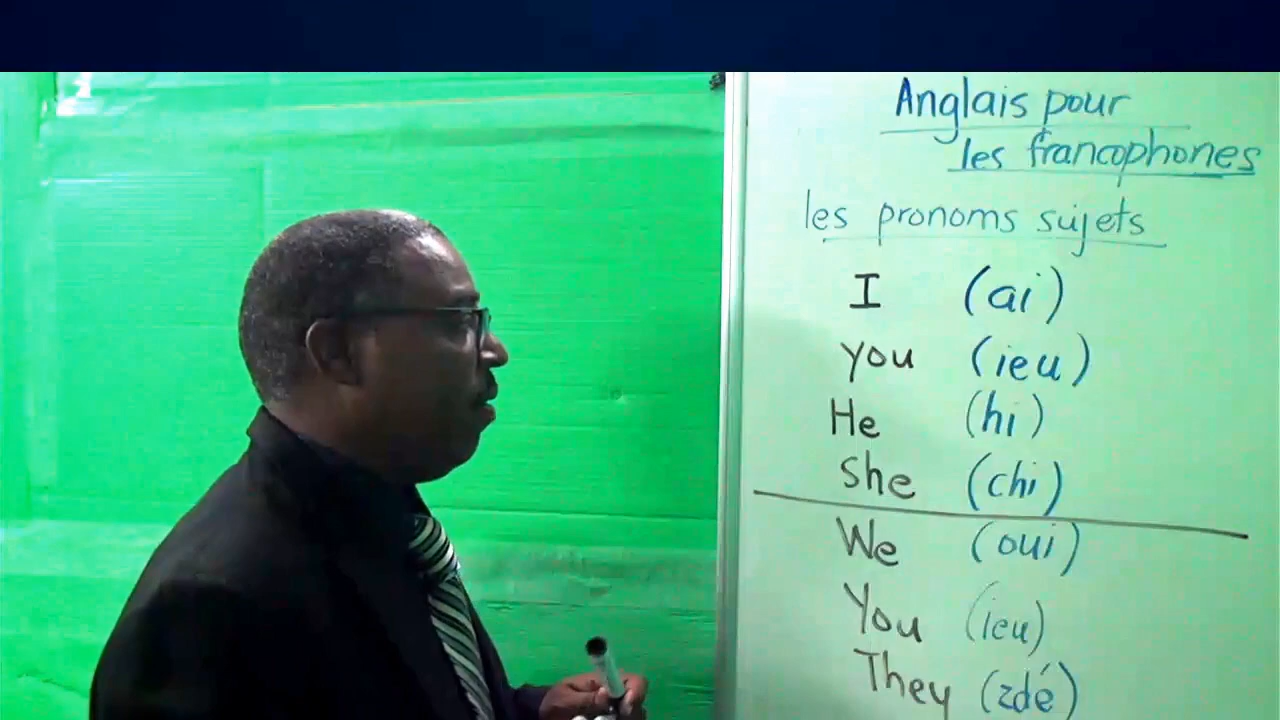 Anglais pour
les francophones
les pronoms sujets
I (ai)
you (ieu)
He (hi)
She (chi)
We (oui)
You (ieu)
They (zdé)